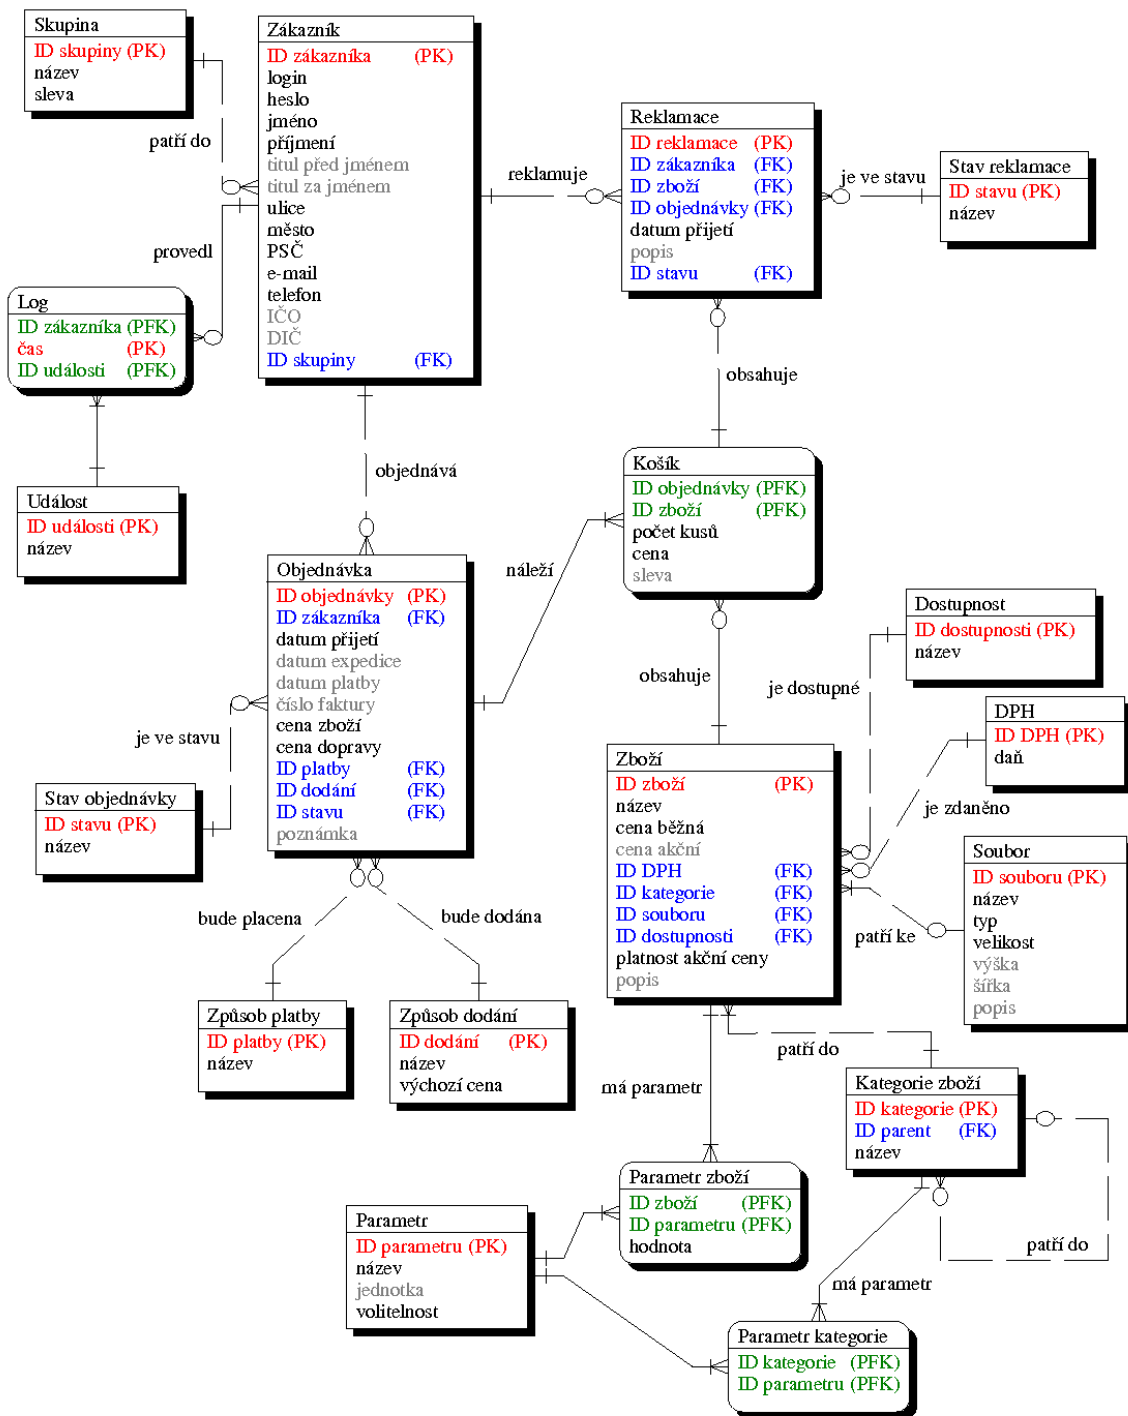 Skupina
ID skupiny (PK)
název
sleva
patří do
Zákazník
ID zákazníka (PK)
login
heslo
jméno
příjmení
titul před jménem
titul za jménem
ulice
město
PSČ
e-mail
telefon
IČO
DIČ
ID skupiny (FK)
reklamuje
Reklamace
ID reklamace (PK)
ID zákazníka (FK)
ID zboží (FK)
ID objednávky (FK)
datum přijetí
popis
ID stavu (FK)
je ve stavu
Stav reklamace
ID stavu (PK)
název
provedl
Log
ID zákazníka (PFK)
čas (PK)
ID události (PFK)
obsahuje
Událost
ID události (PK)
název
objednává
Košík
ID objednávky (PFK)
ID zboží (PFK)
počet kusů
cena
sleva
náleží
Objednávka
ID objednávky (PK)
ID zákazníka (FK)
datum přijetí
datum expedice
datum platby
číslo faktury
cena zboží
cena dopravy
ID platby (FK)
ID dodání (FK)
ID stavu (FK)
poznámka
obsahuje
Dostupnost
ID dostupnosti (PK)
název
je dostupné
DPH
ID DPH (PK)
daň
je zdaněno
je ve stavu
Stav objednávky
ID stavu (PK)
název
Zboží
ID zboží (PK)
název
cena běžná
cena akční
ID DPH (FK)
ID kategorie (FK)
ID souboru (FK)
ID dostupnosti (FK)
platnost akční ceny
popis
Soubor
ID souboru (PK)
název
typ
velikost
výška
šířka
popis
patří ke
bude placena
bude dodána
Způsob platby
ID platby (PK)
název
Způsob dodání
ID dodání (PK)
název
výchozí cena
patří do
má parametr
Kategorie zboží
ID kategorie (PK)
ID parent (FK)
název
Parametr zboží
ID zboží (PFK)
ID parametru (PFK)
hodnota
Parametr
ID parametru (PK)
název
jednotka
volitelnost
patří do
má parametr
Parametr kategorie
ID kategorie (PFK)
ID parametru (PFK)